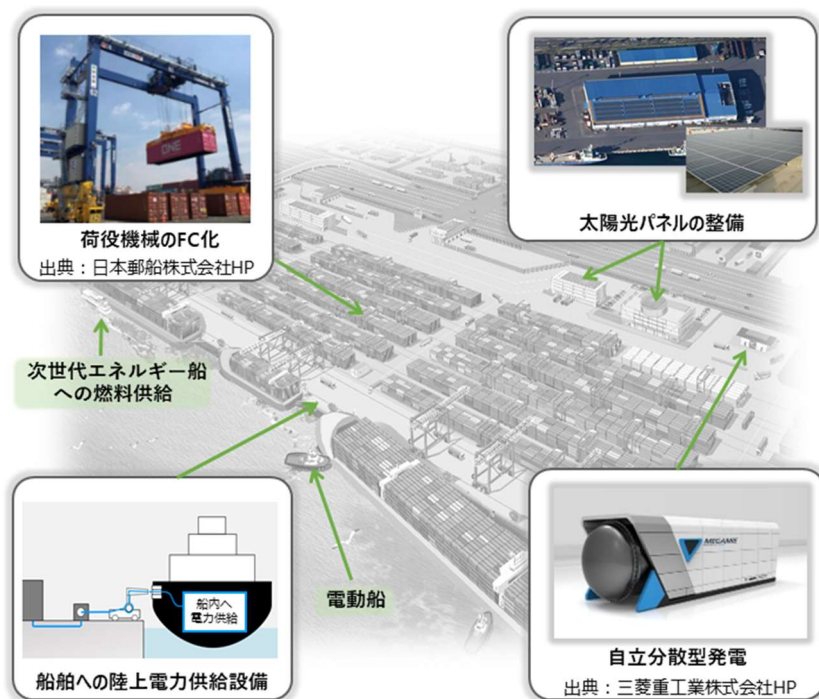 ONE
荷役機械のFC化
出典：日本郵船株式会社HP
太陽光パネルの整備
次世代エネルギー船
への燃料供給
船内へ
電力供給
船舶への陸上電力供給設備
電動船
MEGAMIE
自立分散型発電
出典：三菱重工業株式会社HP